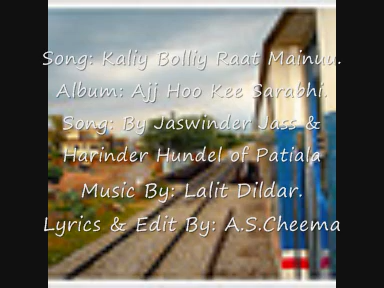 Song: Kaliy Bolliy Raat Mainuu.
Album: Ajj Hoo Kee Sarabhi.
Song: By Jaswinder Jass &
Harinder Hundel of Patiala
Music By: Lalit Dildar.
Lyrics & Edit By: A.S.Cheema